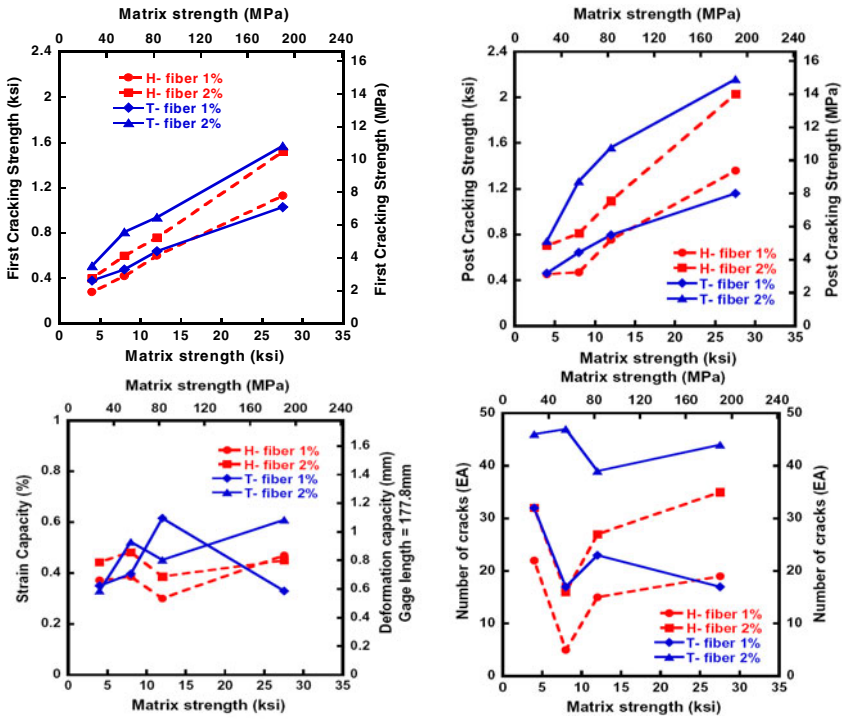 Matrix strength (MPa)
0 40 80 120 160 200 240
2.4
2
1.6
1.2
0.8
0.4
0
First Cracking Strength (ksi)
H- fiber 1%
H- fiber 2%
T- fiber 1%
T- fiber 2%
16
14
12
10
8
6
4
2
0
First Cracking Strength (MPa)
0 5 10 15 20 25 30 35
Matrix strength (ksi)
Matrix strength (MPa)
0 40 80 120 160 200 240
2.4
2
1.6
1.2
0.8
0.4
0
Post Cracking Strength (ksi)
H- fiber 1%
H- fiber 2%
T- fiber 1%
T- fiber 2%
16
14
12
10
8
6
4
2
0
Post Cracking Strength (MPa)
0 5 10 15 20 25 30 35
Matrix strength (ksi)
Matrix strength (MPa)
0 40 80 120 160 200 240
1
0.8
0.6
0.4
0.2
0
Strain Capacity (%)
H- fiber 1%
H- fiber 2%
T- fiber 1%
T- fiber 2%
1.6
1.4
1.2
1
0.8
0.6
0.4
0.2
0
Deformation capacity (mm)
Gage length = 177.8mm
0 5 10 15 20 25 30 35
Matrix strength (ksi)
Matrix strength (MPa)
0 40 80 120 160 200 240
50
40
30
20
10
0
Number of cracks (EA)
H- fiber 1%
H- fiber 2%
T- fiber 1%
T- fiber 2%
50
40
30
20
10
0
Number of cracks (EA)
0 5 10 15 20 25 30 35
Matrix strength (ksi)